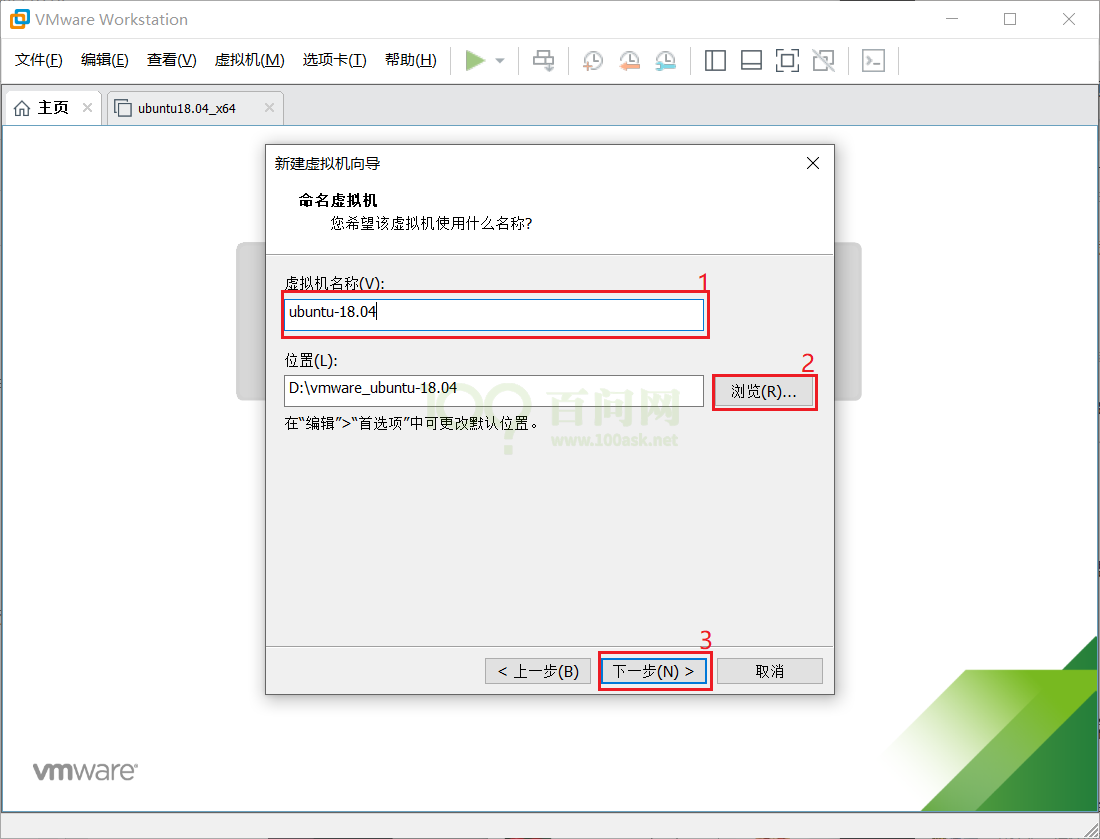 VMware Workstation
文件(F) 编辑(E) 查看(V) 虚拟机(M) 选项卡(T) 帮助(H)
主页 ubuntu18.04_x64
新建虚拟机向导
命名虚拟机
您希望该虚拟机使用什么名称?
虚拟机名称(V):
1
ubuntu-18.04
位置(L):
2
D:\vmware_ubuntu-18.04
浏览(R)...
百问网
在“编辑”>“首选项”中可更改默认位置。
www.100ask.net
3
< 上一步(B) 下一步(N) > 取消
vmware